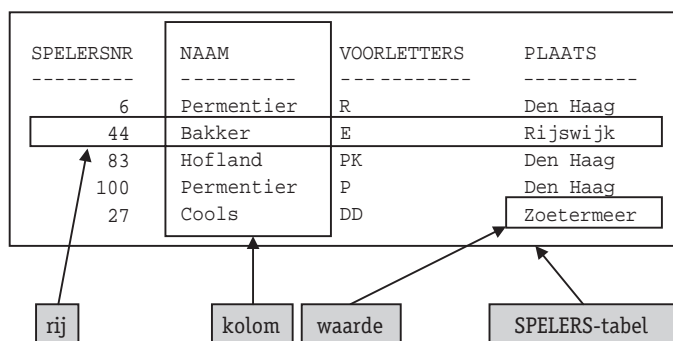 SPELERSNR NAAM VOORLETTERS PLAATS
--------- ---------- --- -------- ----------
6 Permentier R Den Haag
44 Bakker E Rijswijk
83 Hofland PK Den Haag
100 Permentier P Den Haag
27 Cools DD Zoetermeer
rij kolom waarde SPELERS-tabel